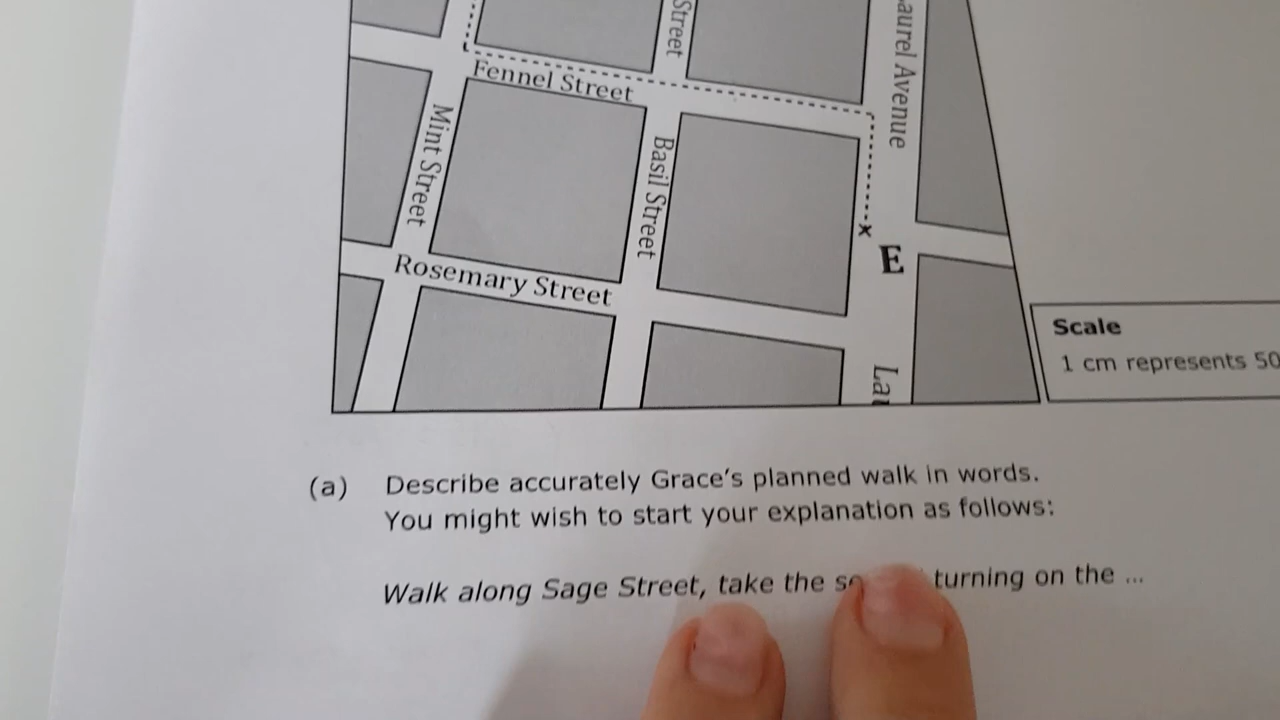 Street
aurel Avenue
Fennel Street
Mint Street
Basil Street
E
Rosemary Street
Scale
1 cm represents 50
(a) Describe accurately Grace's planned walk in words.
You might wish to start your explanation as follows:
Walk along Sage Street, take the turning on the ...